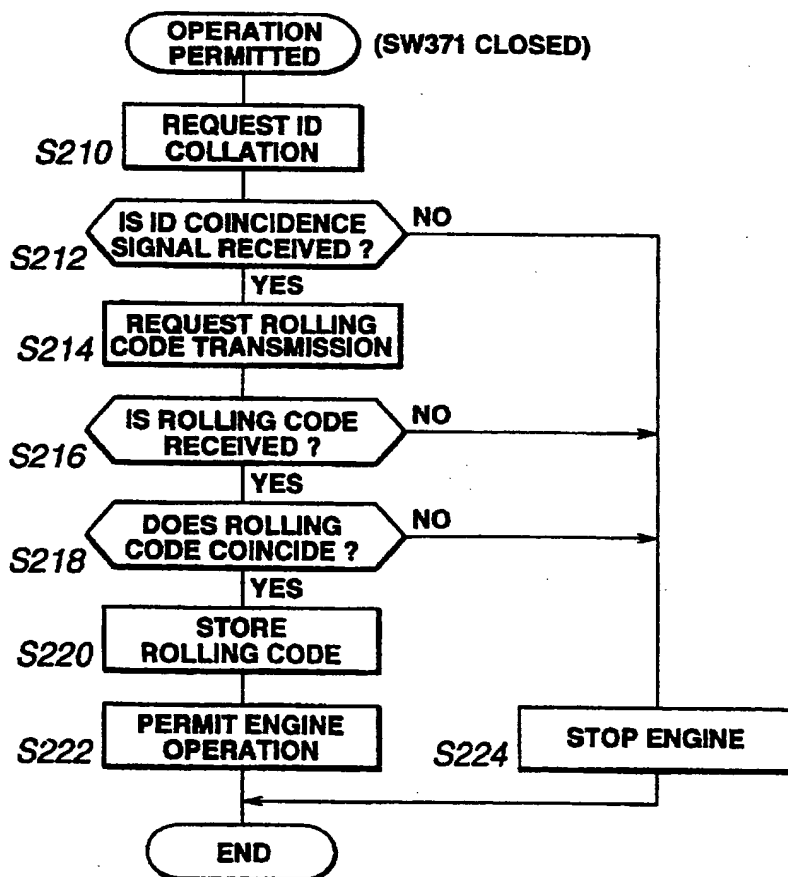 OPERATION
PERMITTED
(SW371 CLOSED)
REQUEST ID
COLLATION
S210
IS ID COINCIDENCE
SIGNAL RECEIVED ?
NO
S212
YES
REQUEST ROLLING
CODE TRANSMISSION
S214
IS ROLLING CODE
RECEIVED ?
NO
S216
YES
DOES ROLLING
CODE COINCIDE ?
NO
S218
YES
STORE
ROLLING CODE
S220
PERMIT ENGINE
OPERATION
S222
STOP ENGINE
S224
END